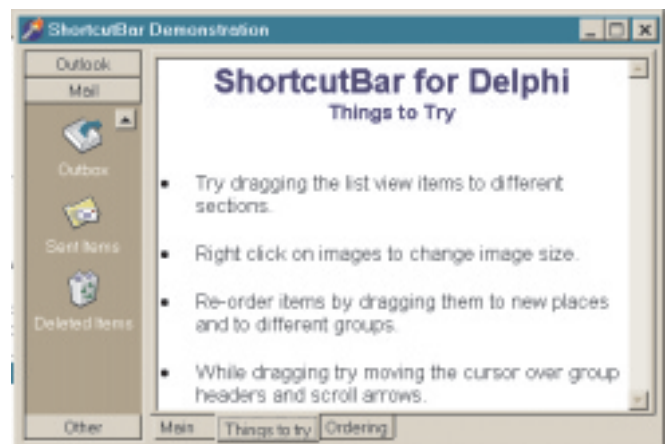 ShortcutBar Demonstration
Outlook
Mail
Outbox
Sent Items
Deleted Items
Other
ShortcutBar for Delphi
Things to Try
• Try dragging the list view items to different
sections.
• Right click on images to change image size.
• Re-order items by dragging them to new places
and to different groups.
• While dragging try moving the cursor over group
headers and scroll arrows.
Main
Things to try
Ordering